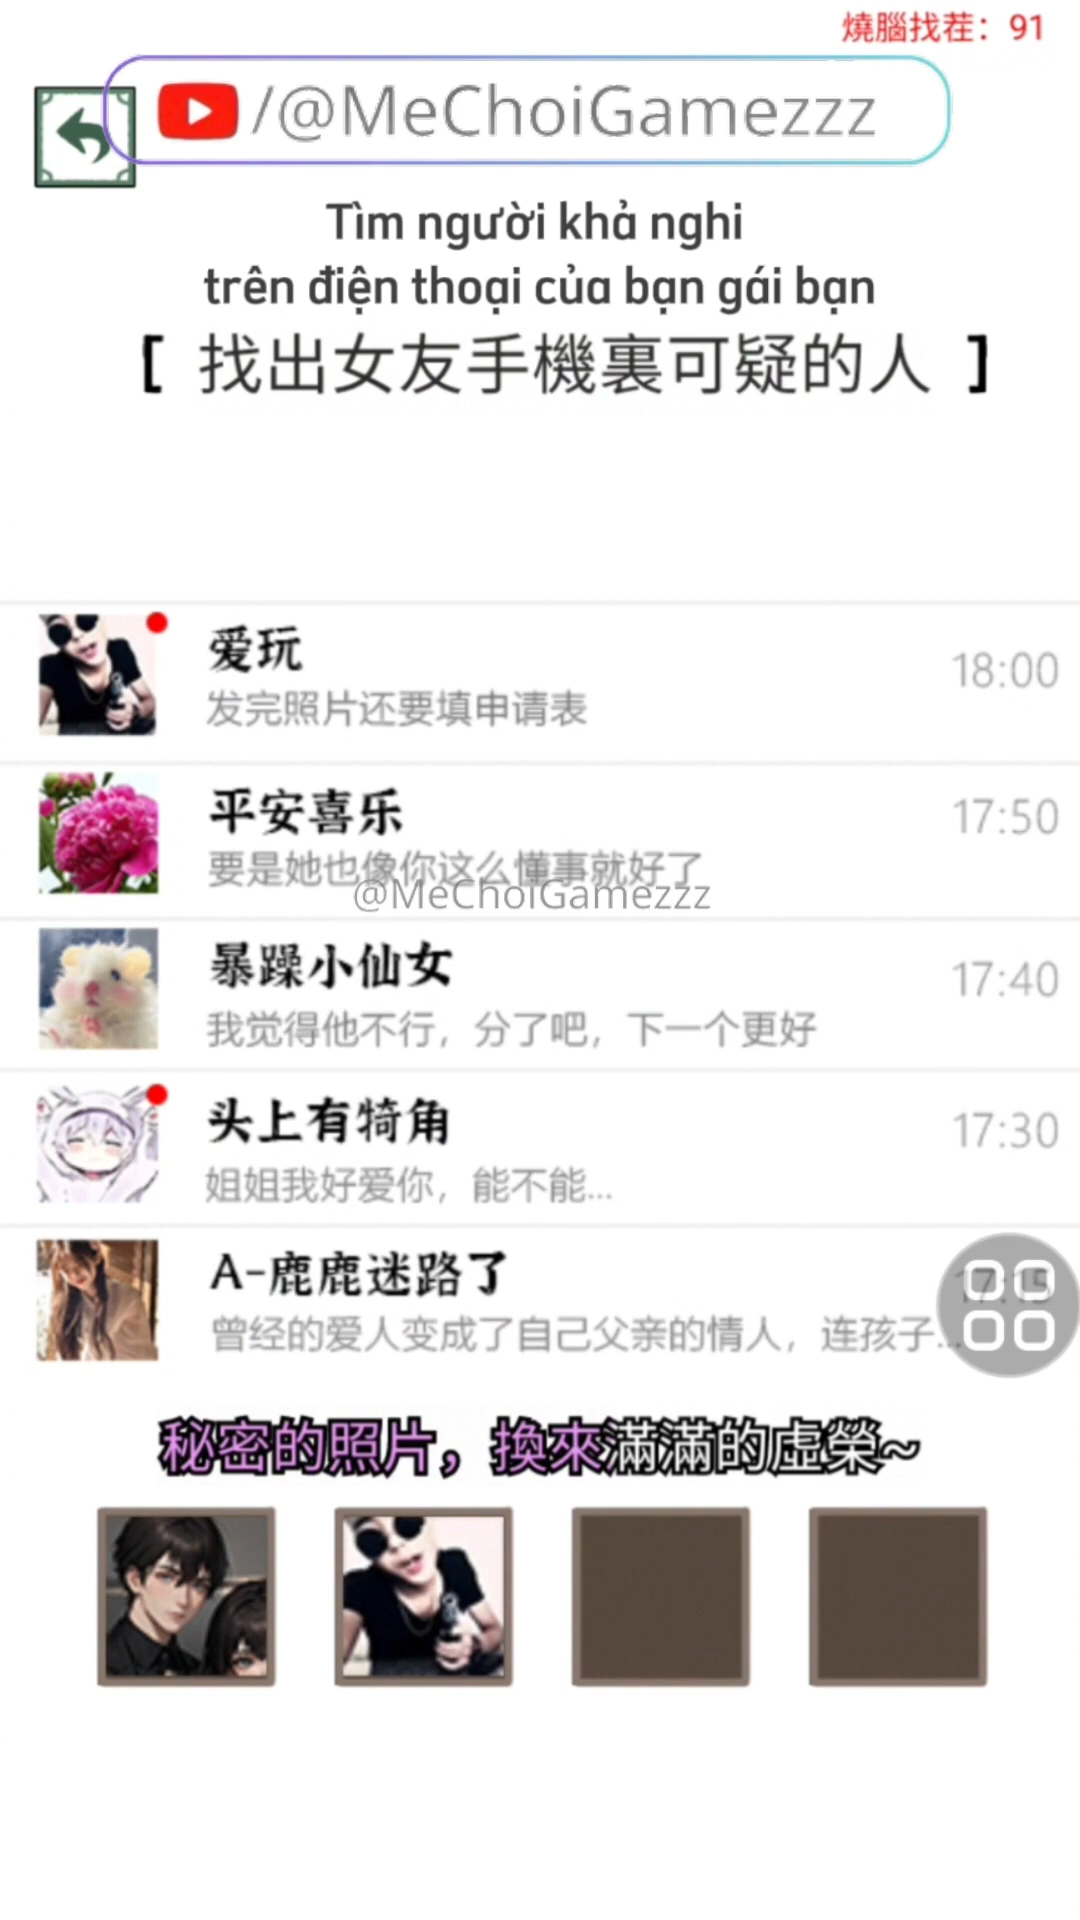 燒腦找茬：91
/@MeChoiGamezzz
Tìm người khả nghi
trên điện thoại của bạn gái bạn
【 找出女友手機裏可疑的人 】
爱玩
18:00
发完照片还要填申请表
平安喜乐
17:50
要是她也像你这么懂事就好了
@MeChoiGamezzz
暴躁小仙女
17:40
我觉得他不行，分了吧，下一个更好
头上有犄角
17:30
姐姐我好爱你，能不能...
A-鹿鹿迷路了
17:15
曾经的爱人变成了自己父亲的情人，连孩子...
秘密的照片，換來滿滿的虛榮~